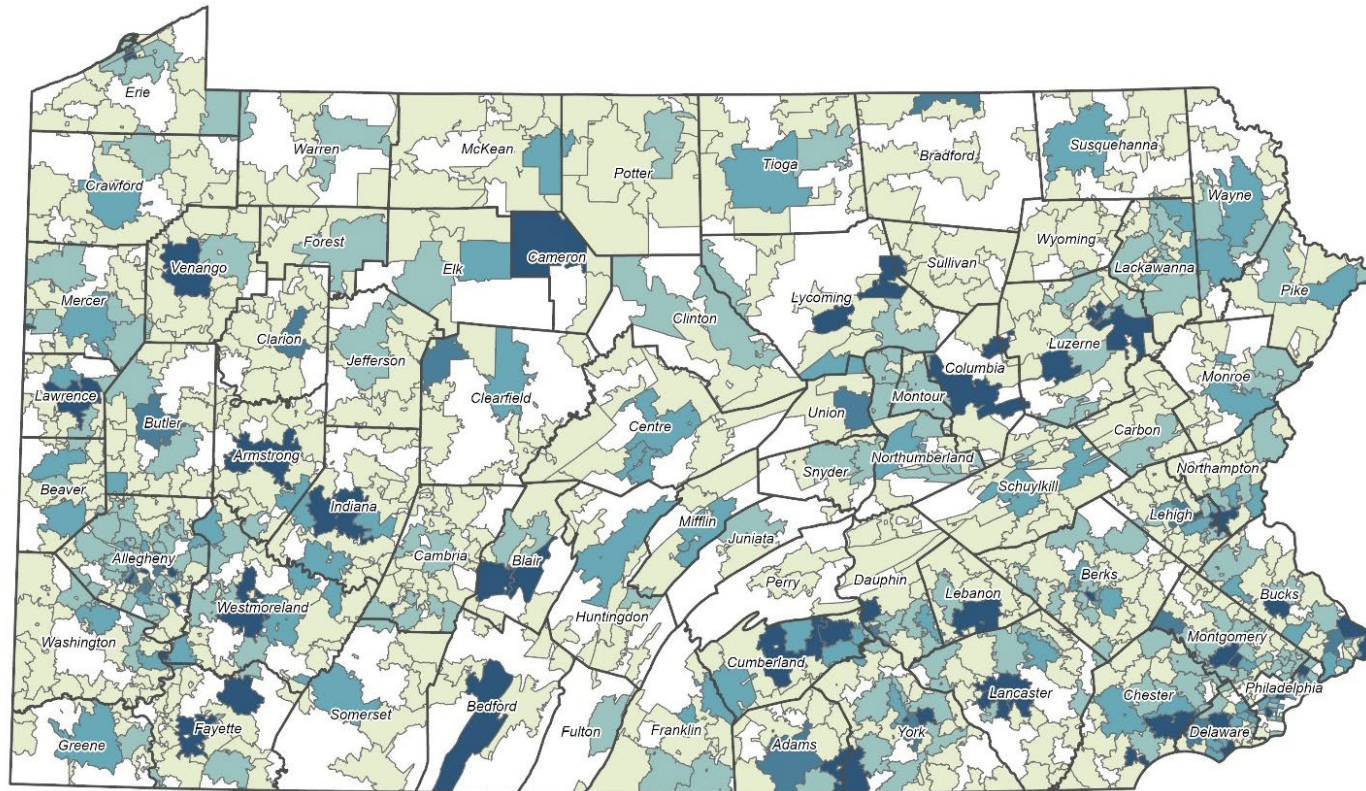 Erie
Warren
McKean
Potter
Tioga
Bradford
Susquehanna
Crawford
Wayne
Forest
Wyoming
Venango
Elk
Cameron
Sullivan
Lackawanna
Mercer
Lycoming
Pike
Clinton
Clarion
Jefferson
Luzerne
Columbia
Monroe
Lawrence
Clearfield
Montour
Butler
Union
Centre
Carbon
Armstrong
Snyder
Northumberland
Northampton
Beaver
Schuylkill
Indiana
Lehigh
Mifflin
Juniata
Allegheny
Cambria
Blair
Perry
Dauphin
Berks
Lebanon
Bucks
Westmoreland
Huntingdon
Washington
Montgomery
Cumberland
Philadelphia
Lancaster
Chester
Bedford
Somerset
Fayette
Fulton
Franklin
York
Delaware
Greene
Adams